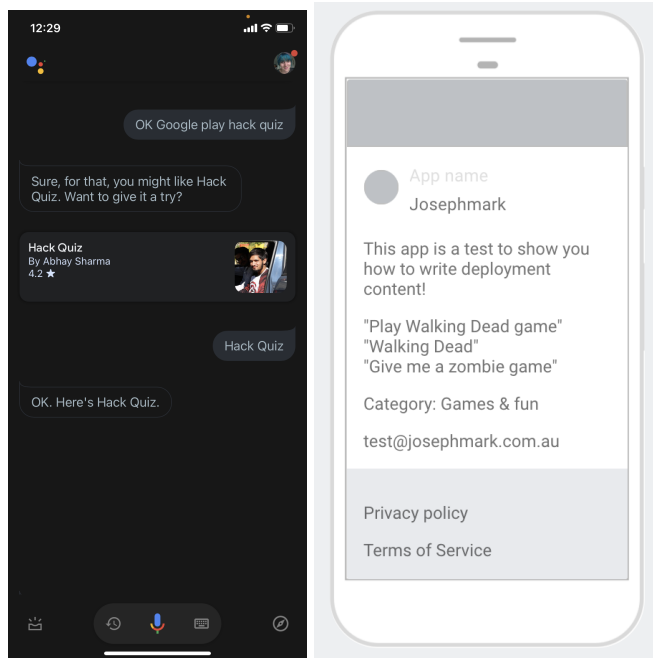 12:29
OK Google play hack quiz
Sure, for that, you might like Hack
Quiz. Want to give it a try?
Hack Quiz
By Abhay Sharma
4.2 ★
Hack Quiz
OK. Here's Hack Quiz.
App name
Josephmark
This app is a test to show you
how to write deployment
content!
"Play Walking Dead game"
"Walking Dead"
"Give me a zombie game"
Category: Games & fun
test@josephmark.com.au
Privacy policy
Terms of Service